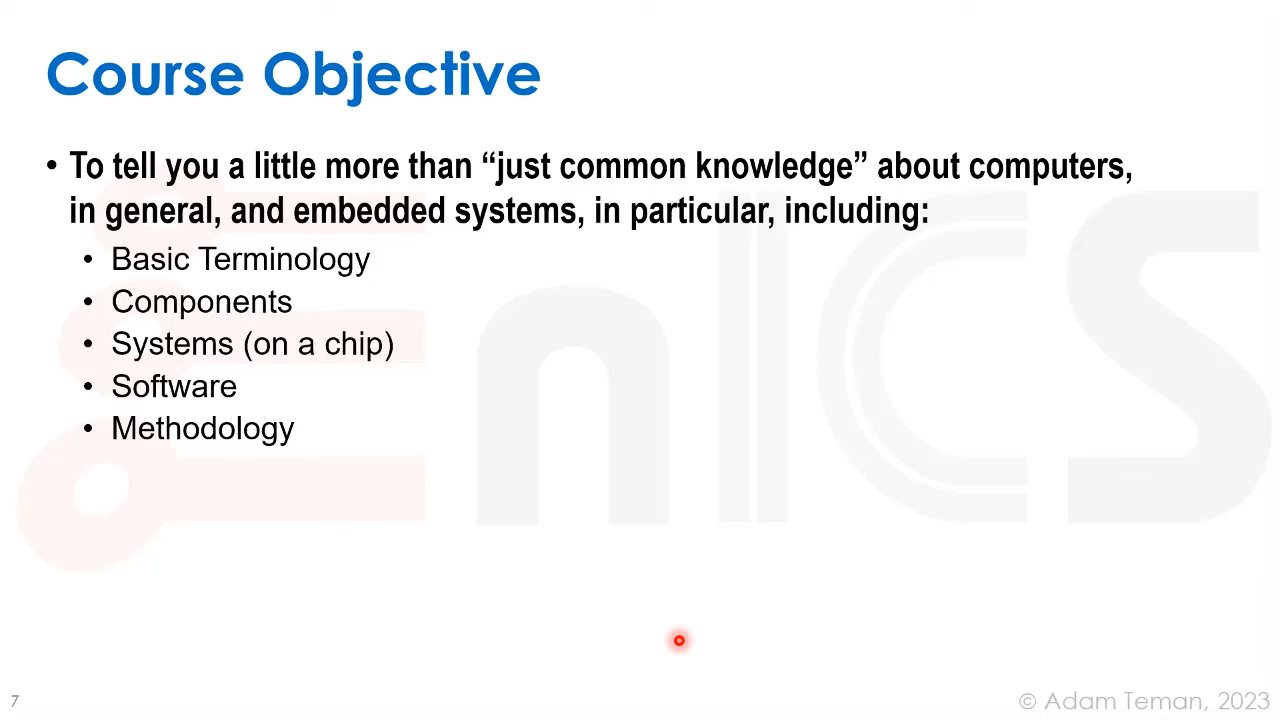 Course Objective
• To tell you a little more than “just common knowledge” about computers,
in general, and embedded systems, in particular, including:
• Basic Terminology
• Components
• Systems (on a chip)
• Software
• Methodology
EnICS
7
© Adam Teman, 2023